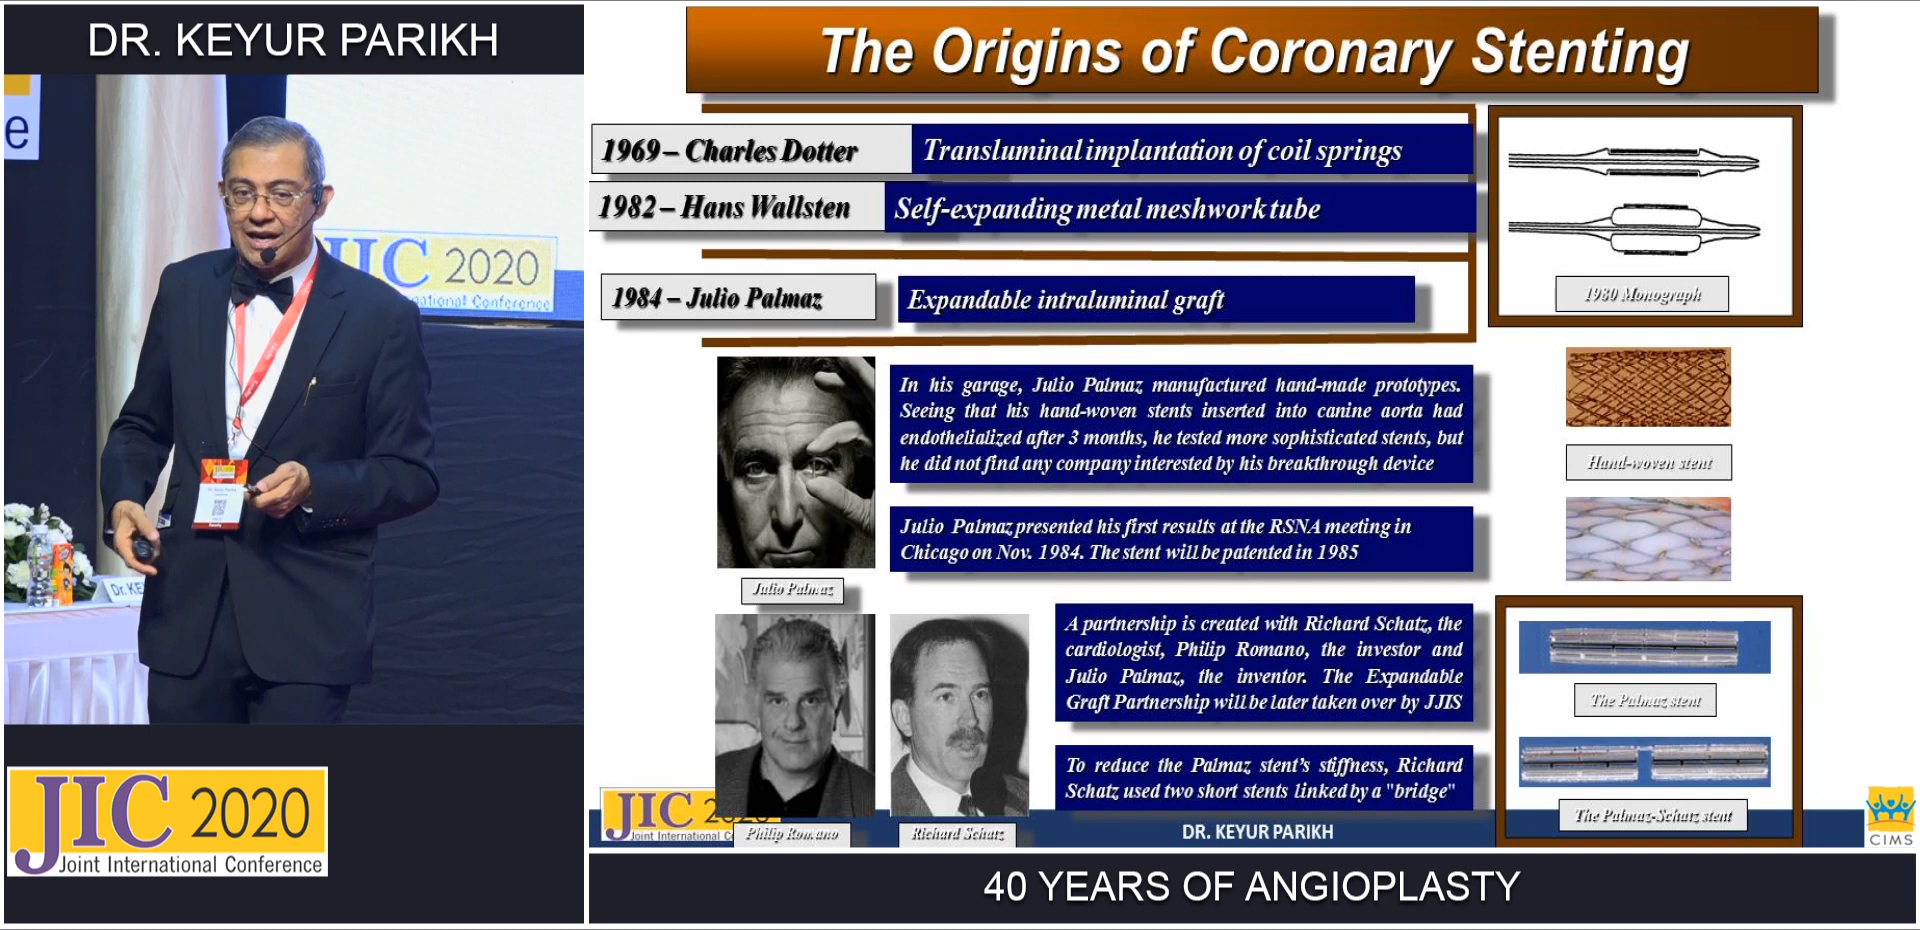 DR. KEYUR PARIKH
e
JIC 2020
national Conference
Dr. KE
JIC 2020
Joint International Conference
The Origins of Coronary Stenting
1969 – Charles Dotter
Transluminal implantation of coil springs
1982 – Hans Wallsten
Self-expanding metal meshwork tube
1984 – Julio Palmaz
Expandable intraluminal graft
1980 Monograph
In his garage, Julio Palmaz manufactured hand-made prototypes.
Seeing that his hand-woven stents inserted into canine aorta had
endothelialized after 3 months, he tested more sophisticated stents, but
he did not find any company interested by his breakthrough device
Hand-woven stent
Julio Palmaz presented his first results at the RSNA meeting in
Chicago on Nov. 1984. The stent will be patented in 1985
Julio Palmaz
A partnership is created with Richard Schatz, the
cardiologist, Philip Romano, the investor and
Julio Palmaz, the inventor. The Expandable
Graft Partnership will be later taken over by JJIS
The Palmaz stent
To reduce the Palmaz stent's stiffness, Richard
Schatz used two short stents linked by a "bridge"
The Palmaz-Schatz stent
JIC 2
Joint International C
Philip Romano
Richard Schatz
DR. KEYUR PARIKH
CIMS
40 YEARS OF ANGIOPLASTY